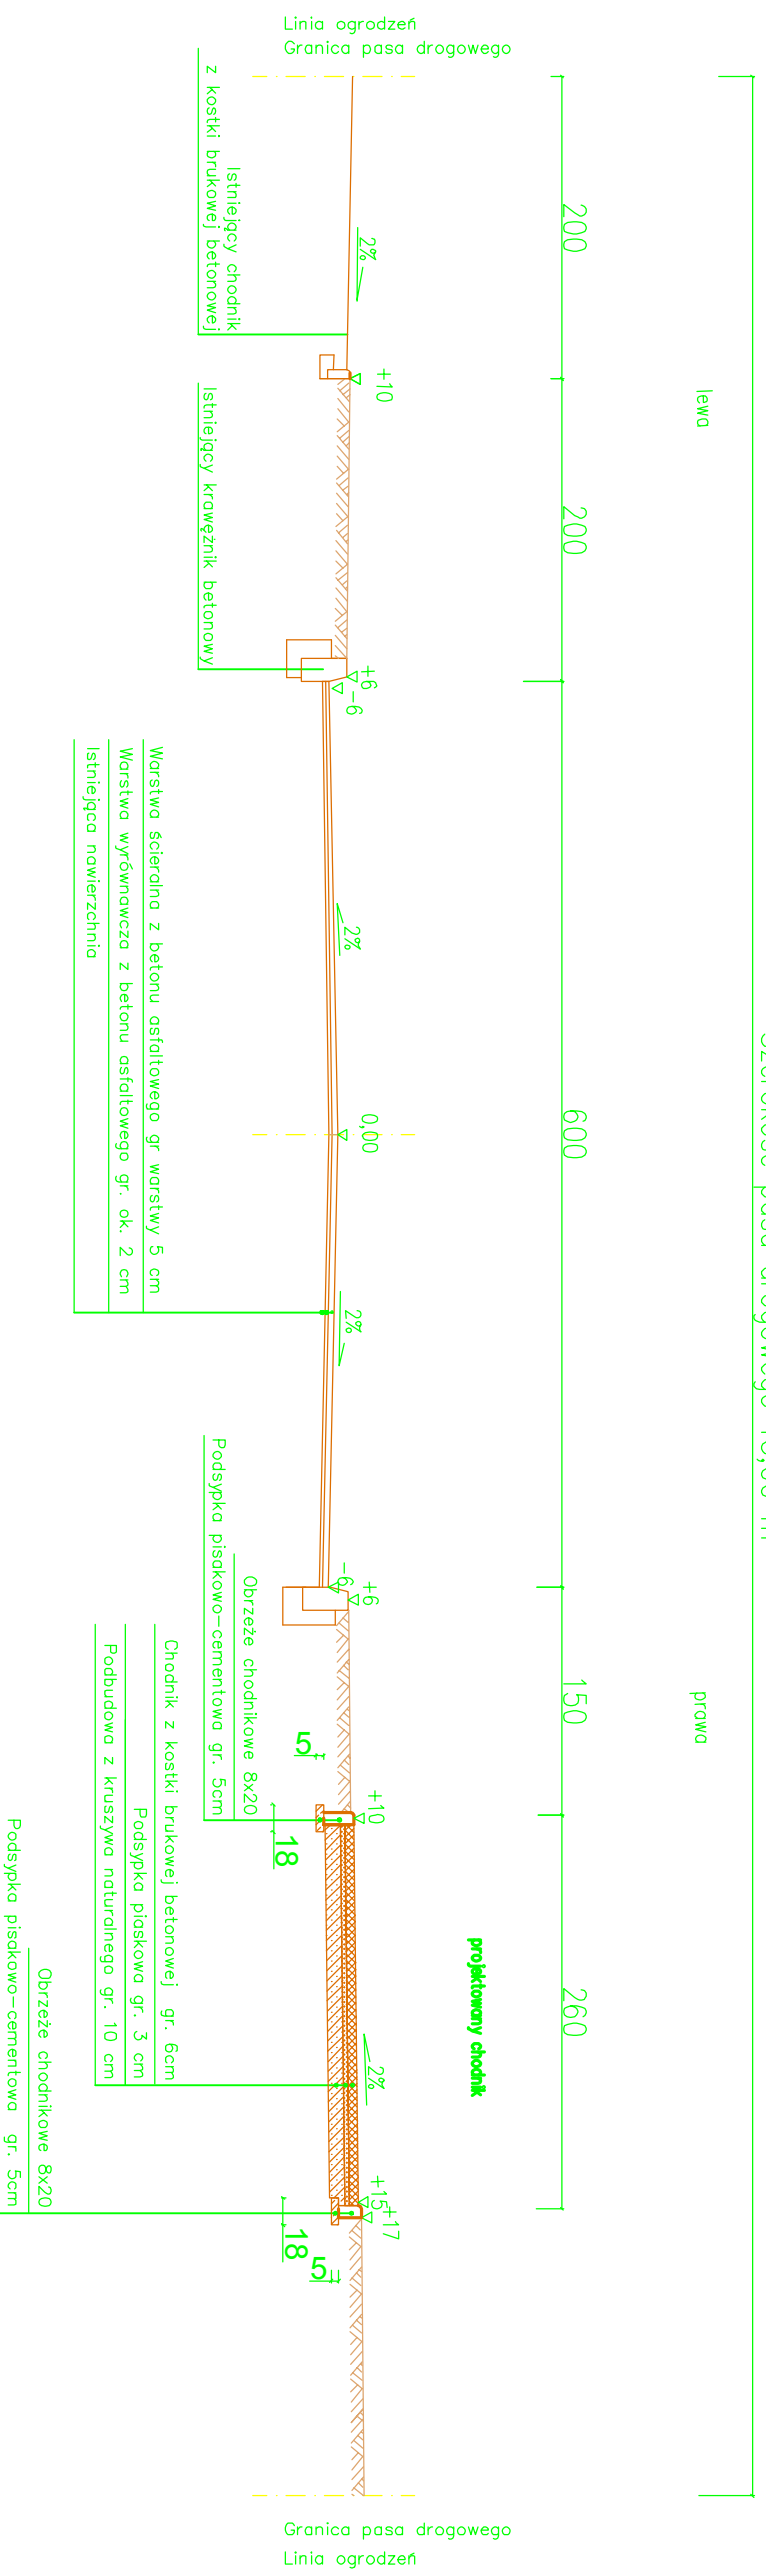 Linia ogrodzeń
Granica pasa drogowego
Istniejący chodnik
z kostki brukowej betonowej
2%
200
+10
lewa
Istniejący krawężnik betonowy
200
+6
-6
Warstwa ścieralna z betonu asfaltowego gr warstwy 5 cm
Warstwa wyrównawcza z betonu asfaltowego gr. ok. 2 cm
Istniejąca nawierzchnia
2%
0,00
600
pasa drogowego
2%
-6
+6
150
prawa
Obrzeże chodnikowe 8x20
Podsypka pisakowo-cementowa gr. 5cm
5
18
+10
Chodnik z kostki brukowej betonowej gr. 6cm
Podsypka piaskowa gr. 3 cm
Podbudowa z kruszywa naturalnego gr. 10 cm
projektowany chodnik
260
2%
+15
+17
18
5
Obrzeże chodnikowe 8x20
Podsypka pisakowo-cementowa gr. 5cm
Granica pasa drogowego
Linia ogrodzeń